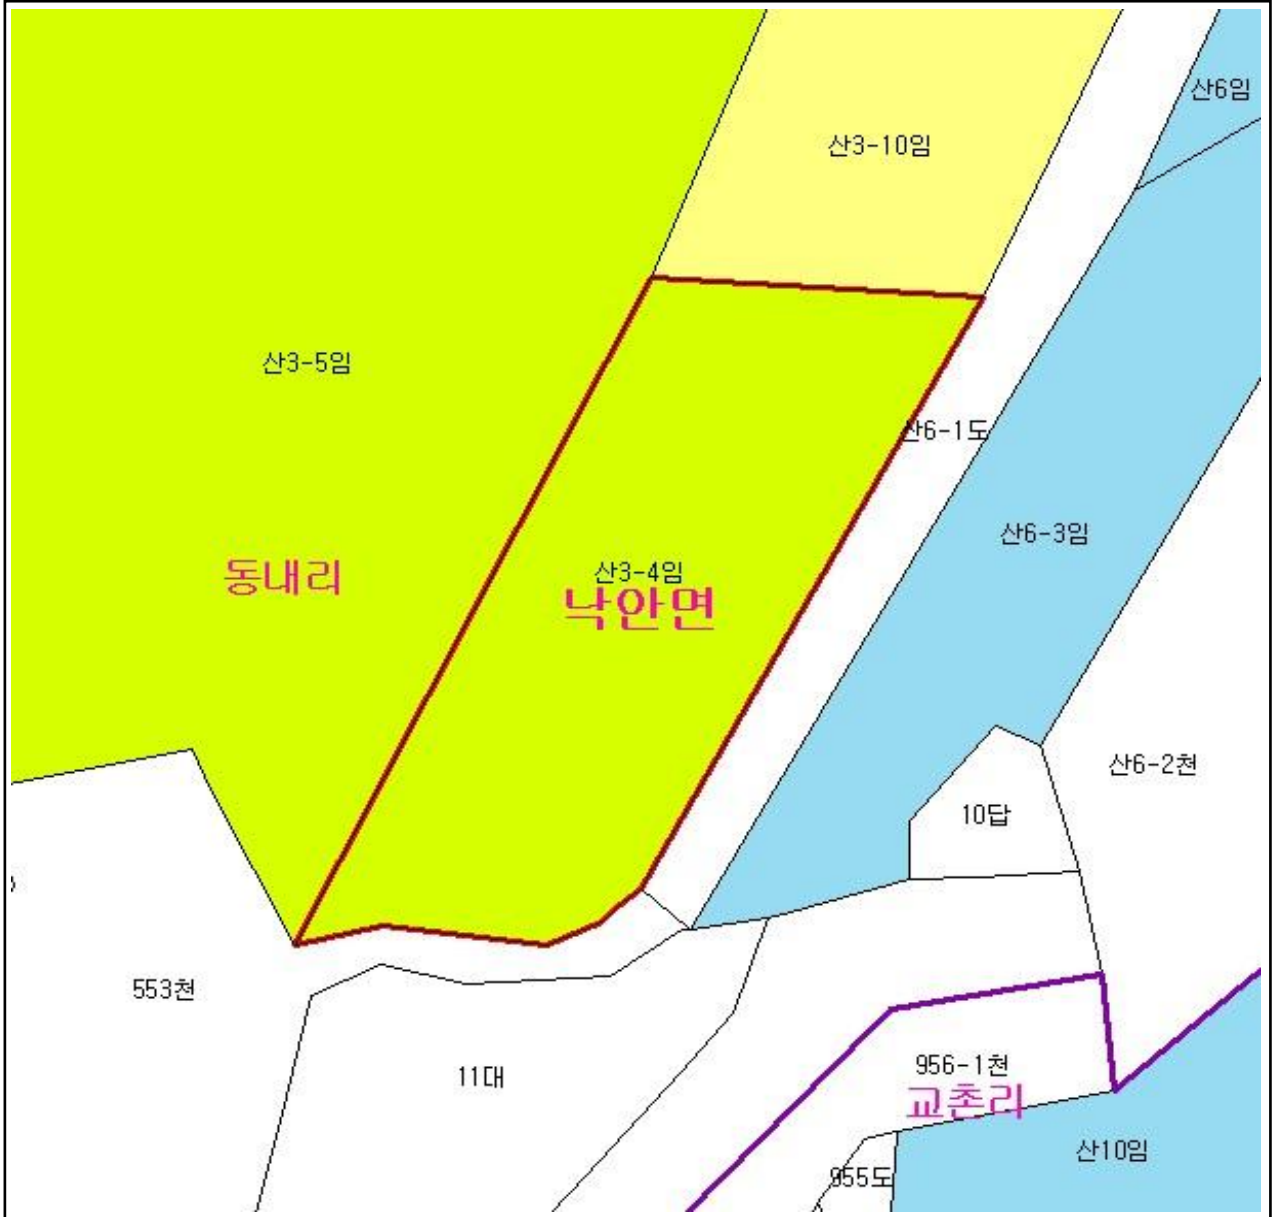 산6임
산3-10임
산3-5임
산6-1도
산6-3임
산3-4임
동내리
낙안면
산6-2천
10답
553천
956-1천
11대
교촌리
산10임
955도